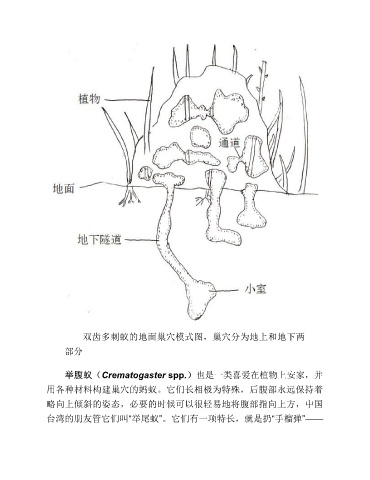 植物
通道
地面
地下隧道
小室
双齿多刺蚁的地面巢穴模式图，巢穴分为地上和地下两
部分
举腹蚁（Crematogaster spp.）也是一类喜爱在植物上安家，并
用各种材料构建巢穴的蚂蚁。它们长相极为特殊，后腹部永远保持着
略向上倾斜的姿态，必要的时候可以很轻易地将腹部指向上方，中国
台湾的朋友管它们叫“举尾蚁”。它们有一项特长，就是扔“手榴弹”——